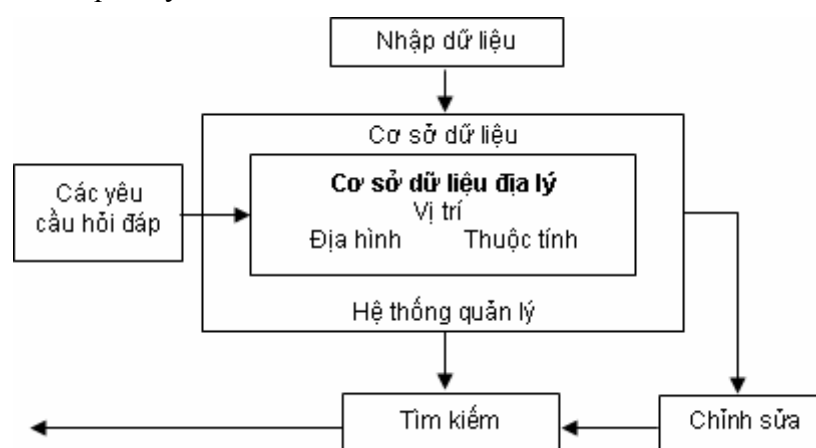 Nhập dữ liệu
Cơ sở dữ liệu
Cơ sở dữ liệu địa lý
Vị trí
Địa hình Thuộc tính
Các yêu
cầu hỏi đáp
Hệ thống quản lý
Tìm kiếm
Chỉnh sửa